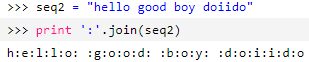 >>> seq2 = "hello good boy doiido"
>>> print ':'.join(seq2)
h:e:l:l:o: :g:o:o:d: :b:o:y: :d:o:i:i:d:o